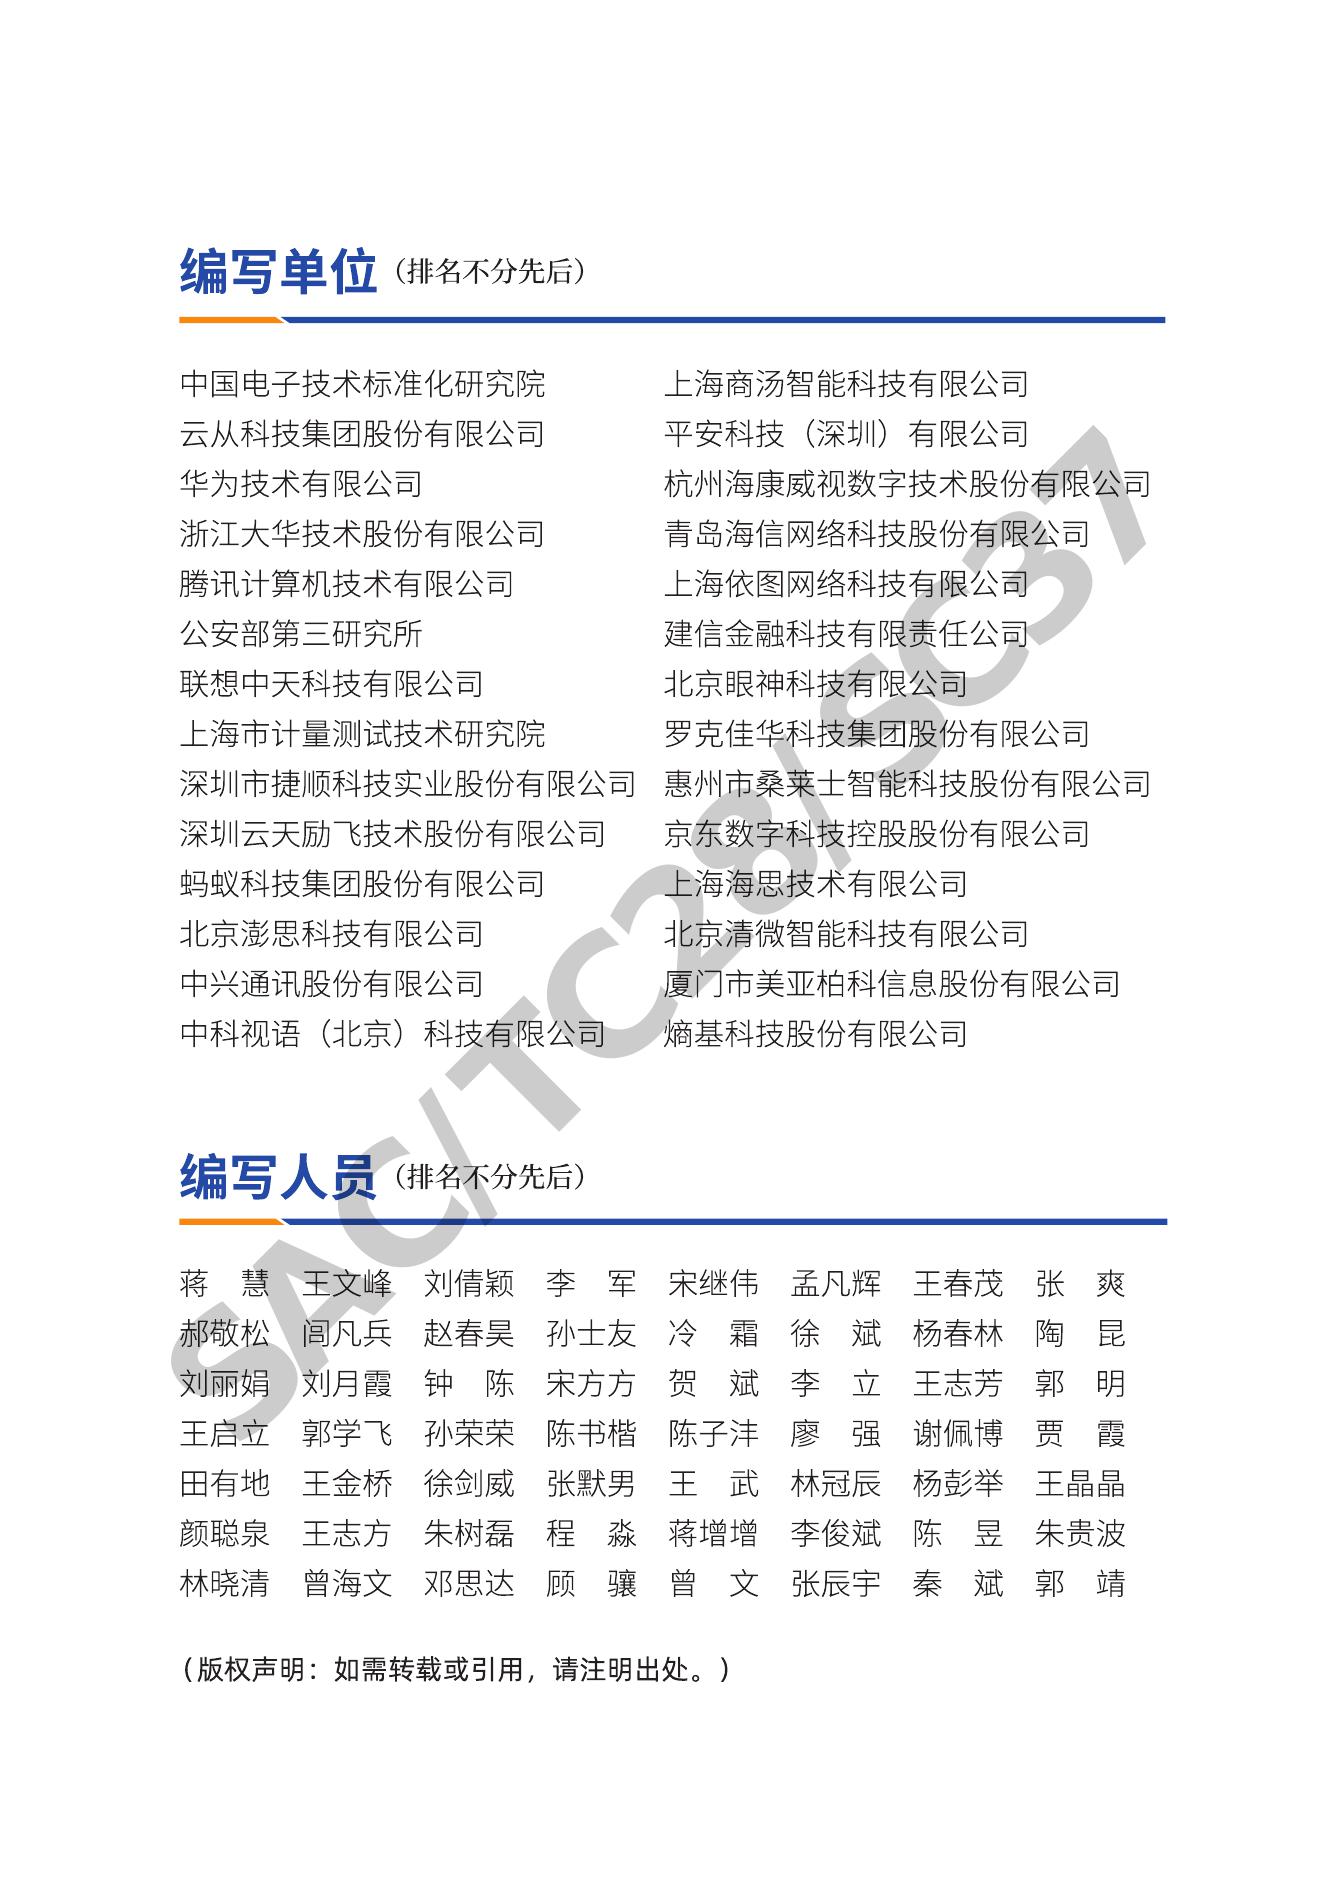 编写单位（排名不分先后）
中国电子技术标准化研究院 上海商汤智能科技有限公司
云从科技集团股份有限公司 平安科技（深圳）有限公司
华为技术有限公司 杭州海康威视数字技术股份有限公司
浙江大华技术股份有限公司 青岛海信网络科技股份有限公司
腾讯计算机技术有限公司 上海依图网络科技有限公司
公安部第三研究所 建信金融科技有限责任公司
联想中天科技有限公司 北京眼神科技有限公司
上海市计量测试技术研究院 罗克佳华科技集团股份有限公司
深圳市捷顺科技实业股份有限公司 惠州市桑莱士智能科技股份有限公司
深圳云天励飞技术股份有限公司 京东数字科技控股股份有限公司
蚂蚁科技集团股份有限公司 上海海思技术有限公司
北京澎思科技有限公司 北京清微智能科技有限公司
中兴通讯股份有限公司 厦门市美亚柏科信息股份有限公司
中科视语（北京）科技有限公司 熵基科技股份有限公司
编写人员（排名不分先后）
蒋 慧 王文峰 刘倩颖 李 军 宋继伟 孟凡辉 王春茂 张 爽
郝敬松 闾凡兵 赵春昊 孙士友 冷 霜 徐 斌 杨春林 陶 昆
刘丽娟 刘月霞 钟 陈 宋方方 贺 斌 李 立 王志芳 郭 明
王启立 郭学飞 孙荣荣 陈书楷 陈子沣 廖 强 谢佩博 贾 霞
田有地 王金桥 徐剑威 张默男 王 武 林冠辰 杨彭举 王晶晶
颜聪泉 王志方 朱树磊 程 淼 蒋增增 李俊斌 陈 昱 朱贵波
林晓清 曾海文 邓思达 顾 骧 曾 文 张辰宇 秦 斌 郭 靖
（版权声明：如需转载或引用，请注明出处。）
SAC/TC28/SC37